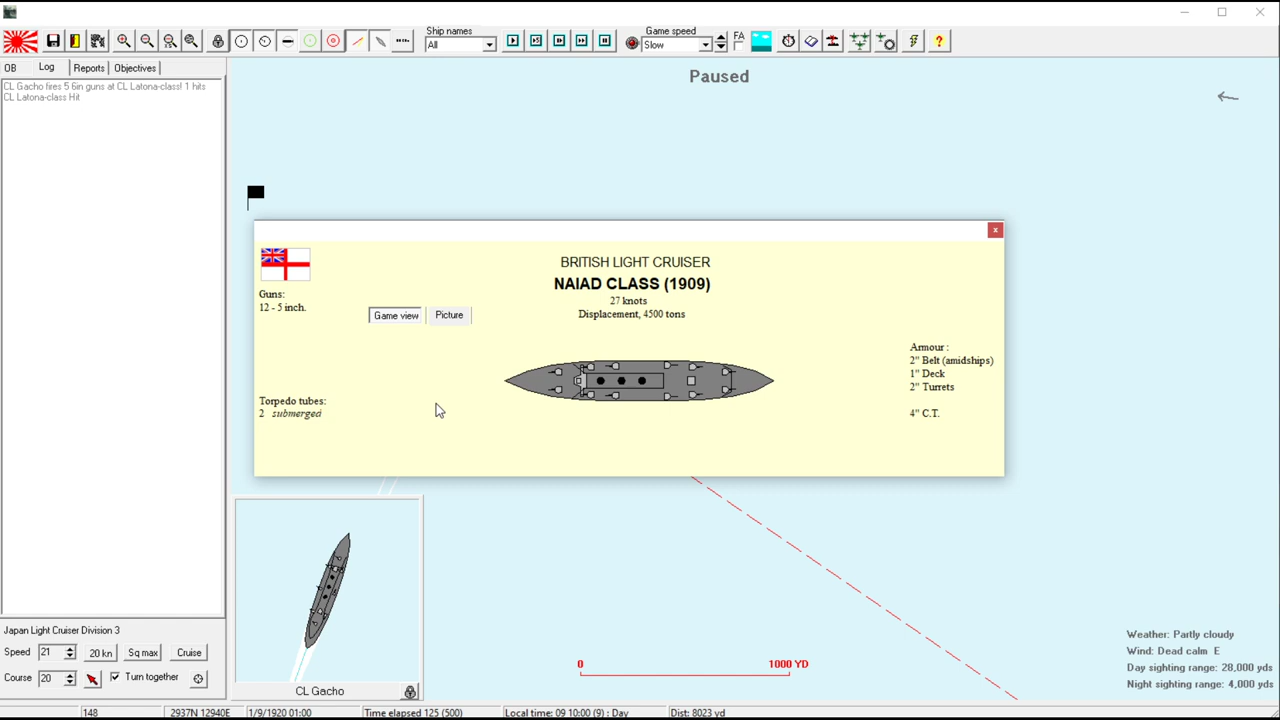 Ship names
All
Game speed
Slow
FA
OB
Log
Reports
Objectives
CL Gacho fires 5 6in guns at CL Latona-class! 1 hits
CL Latona-class Hit
Paused
BRITISH LIGHT CRUISER
NAIAD CLASS (1909)
27 knots
Displacement, 4500 tons
Guns:
12 - 5 inch.
Game view
Picture
Armour :
2" Belt (amidships)
1" Deck
2" Turrets
4" C.T.
Torpedo tubes:
2 submerged
CL Gacho
0 1000 YD
Weather: Partly cloudy
Wind: Dead calm E
Day sighting range: 28,000 yds
Night sighting range: 4,000 yds
Japan Light Cruiser Division 3
Speed 21 20 kn Sq max Cruise
Course 20 Turn together
148 2937N 12940E 1/9/1920 01:00 Time elapsed 125 (500) Local time: 09 10:00 (9) : Day Dist: 8023 yd